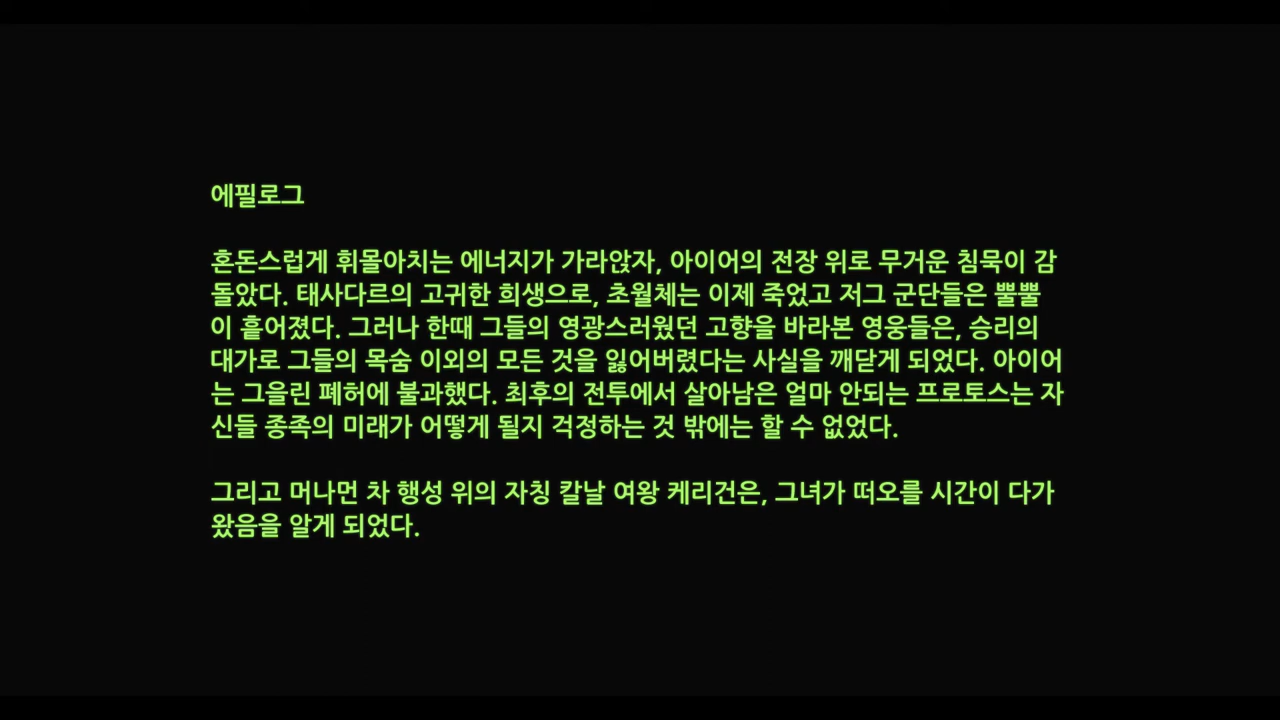 에필로그
혼돈스럽게 휘몰아치는 에너지가 가라앉자, 아이어의 전장 위로 무거운 침묵이 감
돌았다. 태사다르의 고귀한 희생으로, 초월체는 이제 죽었고 저그 군단들은 뿔뿔
이 흩어졌다. 그러나 한때 그들의 영광스러웠던 고향을 바라본 영웅들은, 승리의
대가로 그들의 목숨 이외의 모든 것을 잃어버렸다는 사실을 깨닫게 되었다. 아이어
는 그을린 폐허에 불과했다. 최후의 전투에서 살아남은 얼마 안되는 프로토스는 자
신들 종족의 미래가 어떻게 될지 걱정하는 것 밖에는 할 수 없었다.
그리고 머나먼 차 행성 위의 자칭 칼날 여왕 케리건은, 그녀가 떠오를 시간이 다가
왔음을 알게 되었다.